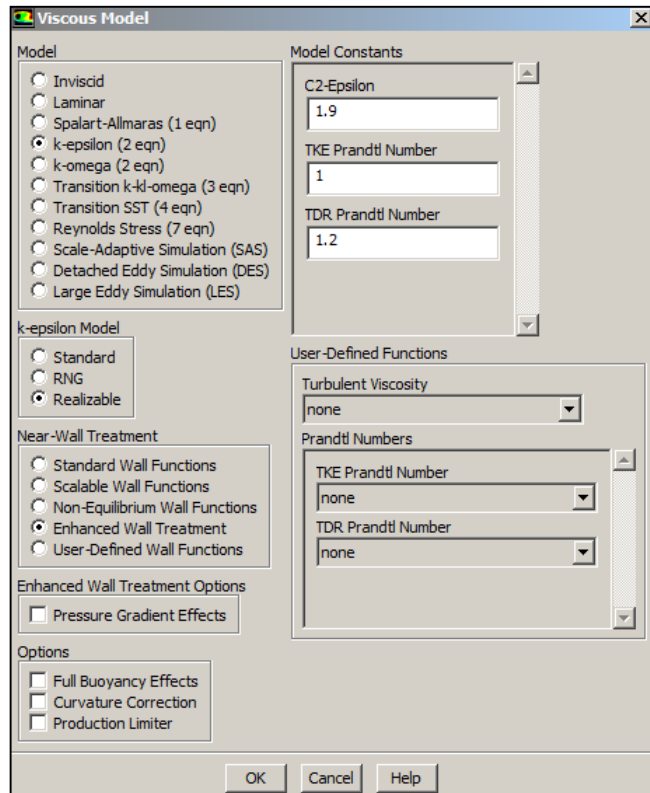 Viscous Model
Model
Inviscid
Laminar
Spalart-Allmaras (1 eqn)
k-epsilon (2 eqn)
k-omega (2 eqn)
Transition k-kl-omega (3 eqn)
Transition SST (4 eqn)
Reynolds Stress (7 eqn)
Scale-Adaptive Simulation (SAS)
Detached Eddy Simulation (DES)
Large Eddy Simulation (LES)
k-epsilon Model
Standard
RNG
Realizable
Near-Wall Treatment
Standard Wall Functions
Scalable Wall Functions
Non-Equilibrium Wall Functions
Enhanced Wall Treatment
User-Defined Wall Functions
Enhanced Wall Treatment Options
Pressure Gradient Effects
Options
Full Buoyancy Effects
Curvature Correction
Production Limiter
Model Constants
C2-Epsilon
1.9
TKE Prandtl Number
1
TDR Prandtl Number
1.2
User-Defined Functions
Turbulent Viscosity
none
Prandtl Numbers
TKE Prandtl Number
none
TDR Prandtl Number
none
OK
Cancel
Help